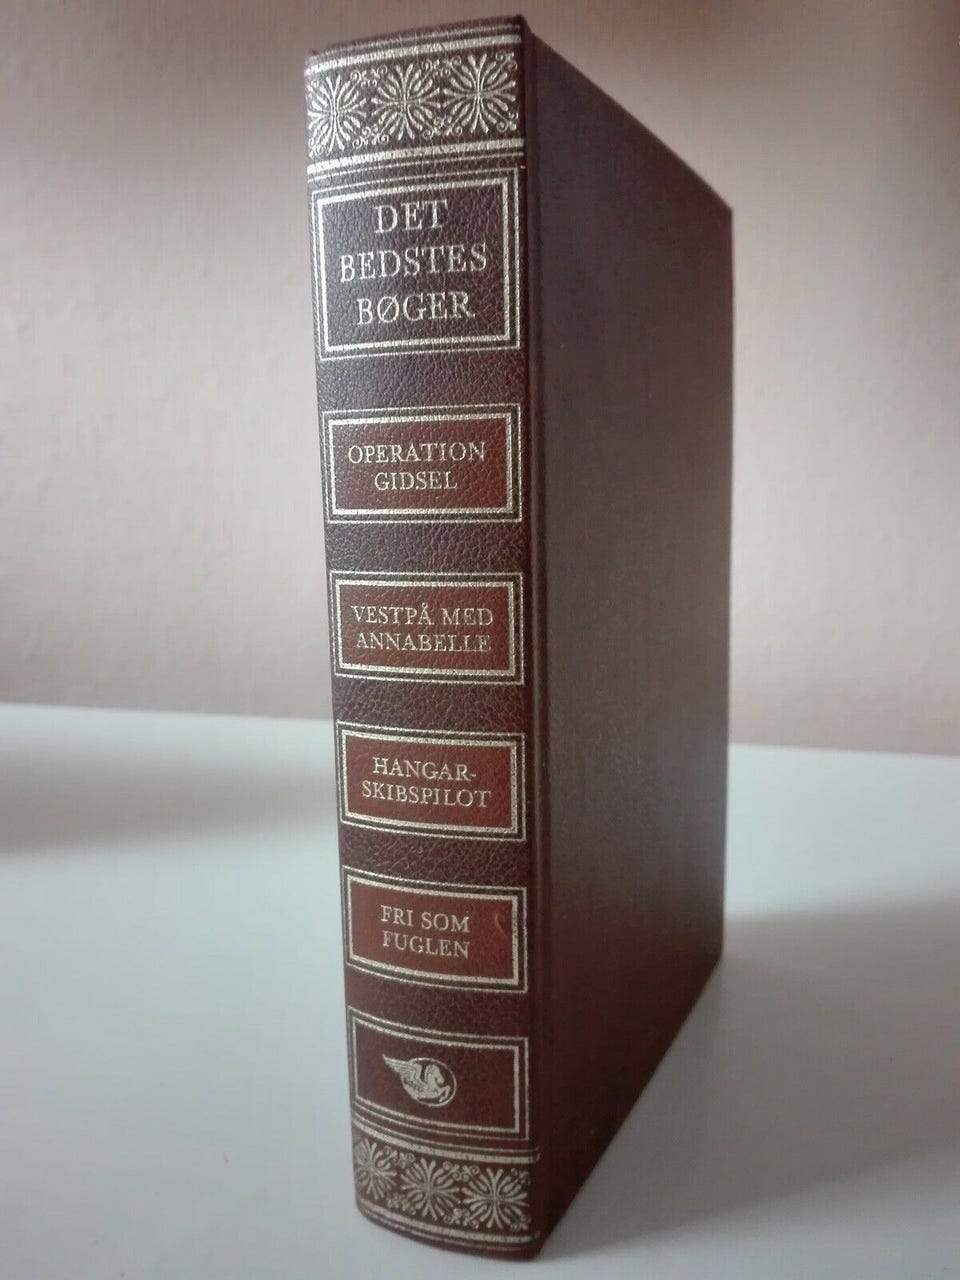 DET
BEDSTES
BØGER
OPERATION
GIDSEL
VESTPÅ MED
ANNABELLE
HANGAR-
SKIBSPILOT
FRI SOM
FUGLEN